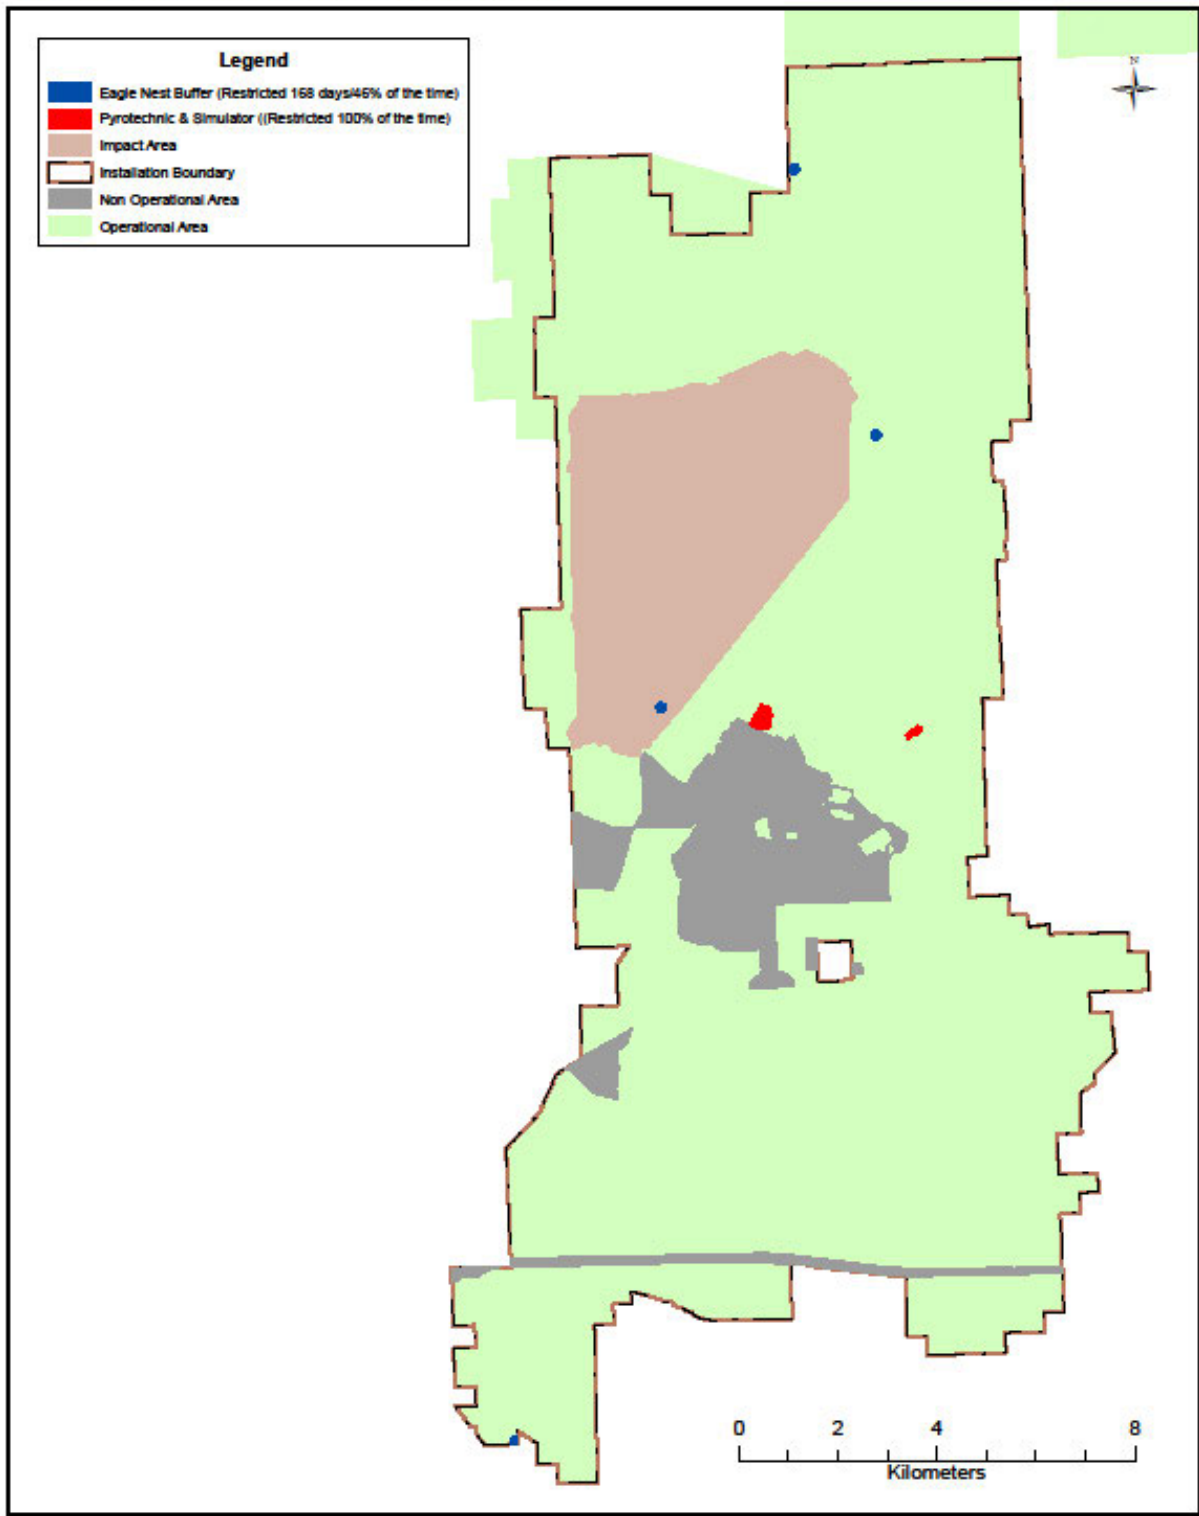 Legend
Eagle Nest Buffer (Restricted 168 days/46% of the time)
Pyrotechnic & Simulator ((Restricted 100% of the time)
Impact Area
Installation Boundary
Non Operational Area
Operational Area
N
0 2 4 8
Kilometers